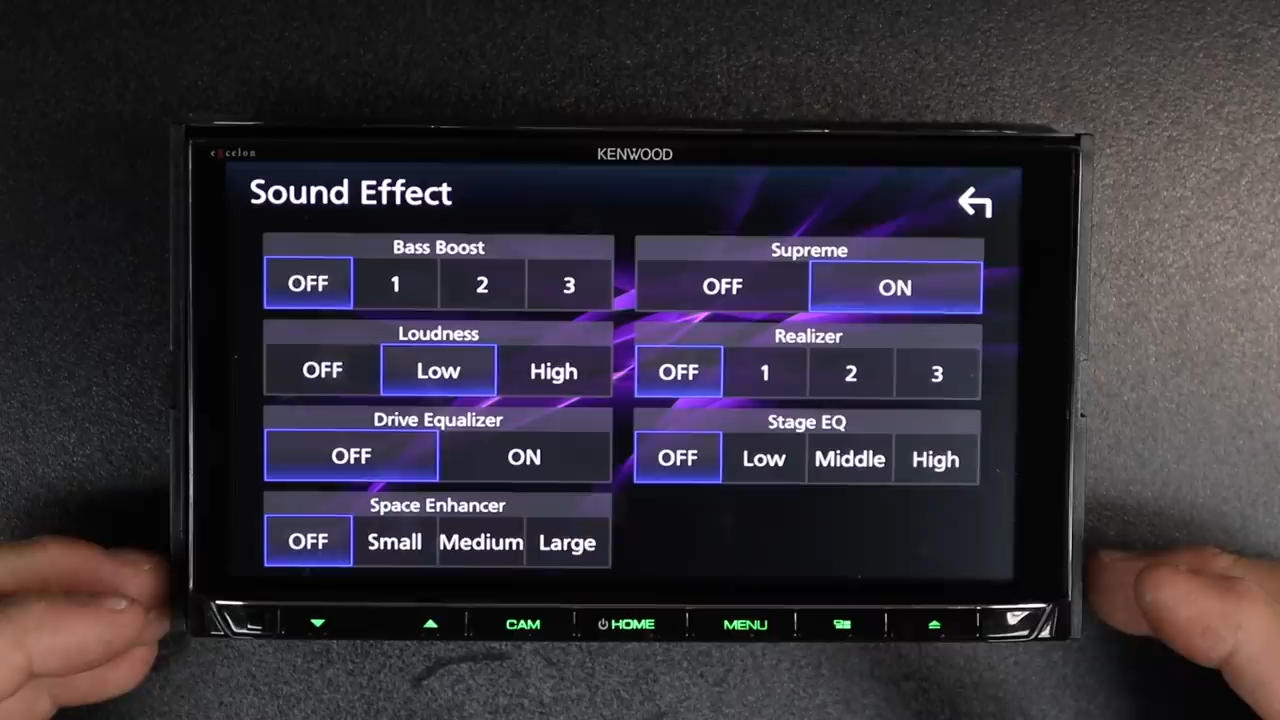 eXcelon
KENWOOD
Sound Effect
Bass Boost
OFF 1 2 3
Supreme
OFF ON
Loudness
OFF Low High
Realizer
OFF 1 2 3
Drive Equalizer
OFF ON
Stage EQ
OFF Low Middle High
Space Enhancer
OFF Small Medium Large
CAM HOME MENU